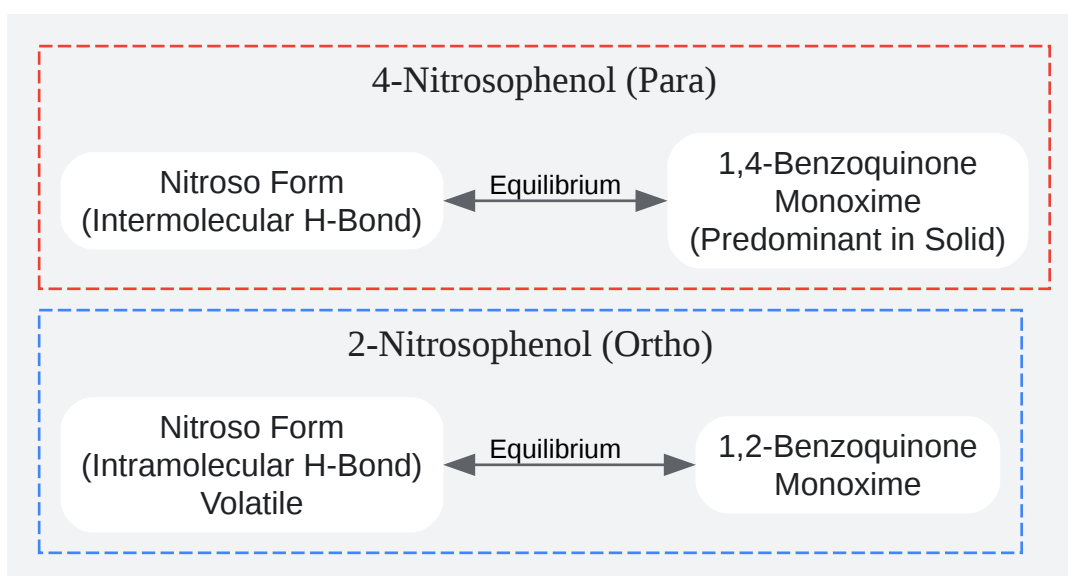 4-Nitrosophenol (Para)
Nitroso Form
(Intermolecular H-Bond)
Equilibrium
1,4-Benzoquinone
Monoxime
(Predominant in Solid)
2-Nitrosophenol (Ortho)
Nitroso Form
(Intramolecular H-Bond)
Volatile
Equilibrium
1,2-Benzoquinone
Monoxime